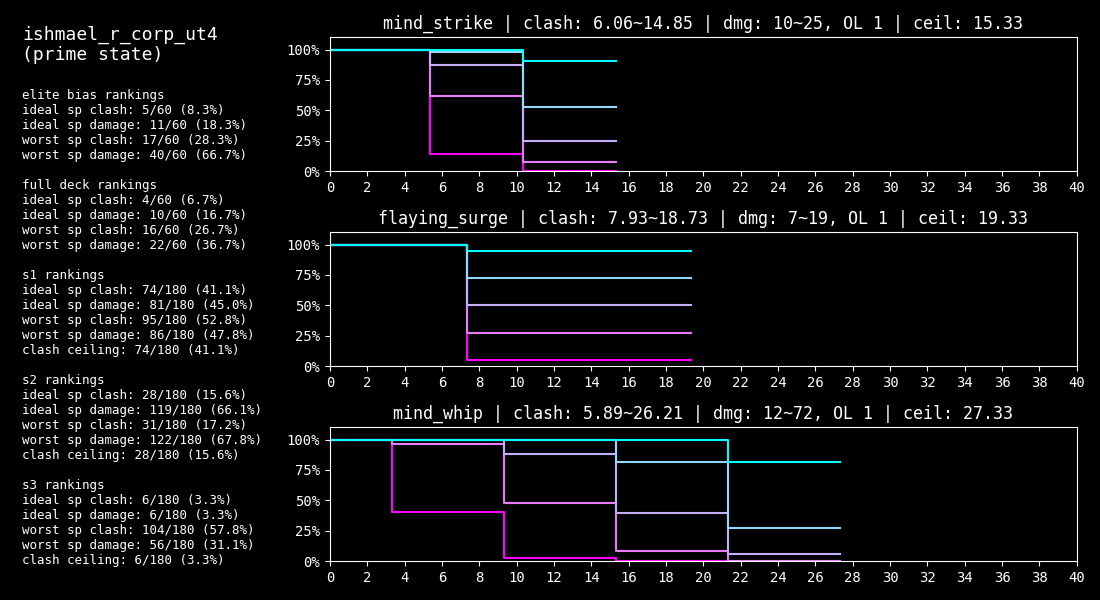 ishmael_r_corp_ut4
(prime state)
elite bias rankings
ideal sp clash: 5/60 (8.3%)
ideal sp damage: 11/60 (18.3%)
worst sp clash: 17/60 (28.3%)
worst sp damage: 40/60 (66.7%)
full deck rankings
ideal sp clash: 4/60 (6.7%)
ideal sp damage: 10/60 (16.7%)
worst sp clash: 16/60 (26.7%)
worst sp damage: 22/60 (36.7%)
s1 rankings
ideal sp clash: 74/180 (41.1%)
ideal sp damage: 81/180 (45.0%)
worst sp clash: 95/180 (52.8%)
worst sp damage: 86/180 (47.8%)
clash ceiling: 74/180 (41.1%)
s2 rankings
ideal sp clash: 28/180 (15.6%)
ideal sp damage: 119/180 (66.1%)
worst sp clash: 31/180 (17.2%)
worst sp damage: 122/180 (67.8%)
clash ceiling: 28/180 (15.6%)
s3 rankings
ideal sp clash: 6/180 (3.3%)
ideal sp damage: 6/180 (3.3%)
worst sp clash: 104/180 (57.8%)
worst sp damage: 56/180 (31.1%)
clash ceiling: 6/180 (3.3%)
mind_strike | clash: 6.06~14.85 | dmg: 10~25, OL 1 | ceil: 15.33
100%
75%
50%
25%
0%
0 2 4 6 8 10 12 14 16 18 20 22 24 26 28 30 32 34 36 38 40
flaying_surge | clash: 7.93~18.73 | dmg: 7~19, OL 1 | ceil: 19.33
100%
75%
50%
25%
0%
0 2 4 6 8 10 12 14 16 18 20 22 24 26 28 30 32 34 36 38 40
mind_whip | clash: 5.89~26.21 | dmg: 12~72, OL 1 | ceil: 27.33
100%
75%
50%
25%
0%
0 2 4 6 8 10 12 14 16 18 20 22 24 26 28 30 32 34 36 38 40